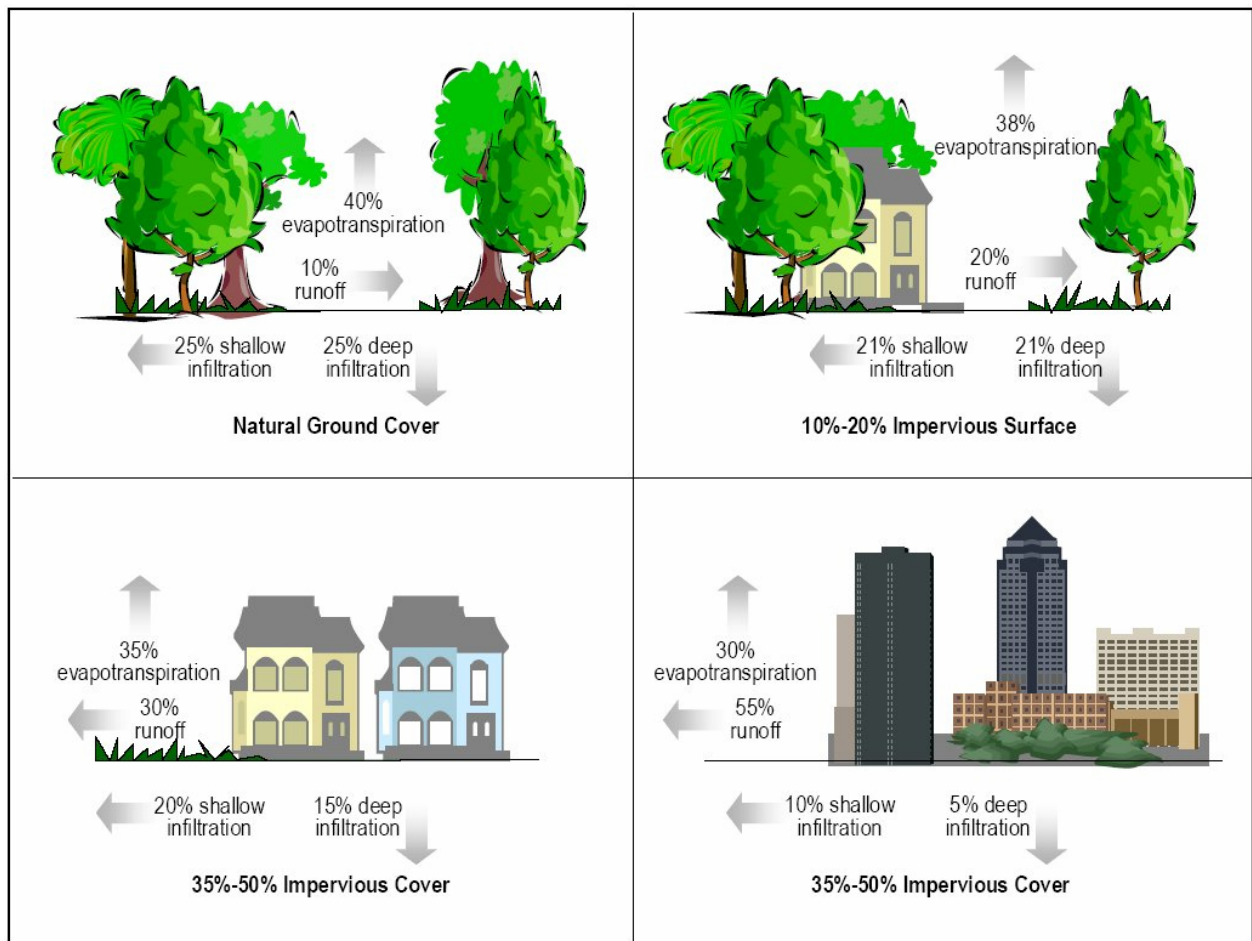 40%
evapotranspiration
10%
runoff
25% shallow
infiltration
25% deep
infiltration
Natural Ground Cover
38%
evapotranspiration
20%
runoff
21% shallow
infiltration
21% deep
infiltration
10%-20% Impervious Surface
35%
evapotranspiration
30%
runoff
20% shallow
infiltration
15% deep
infiltration
35%-50% Impervious Cover
30%
evapotranspiration
55%
runoff
10% shallow
infiltration
5% deep
infiltration
35%-50% Impervious Cover